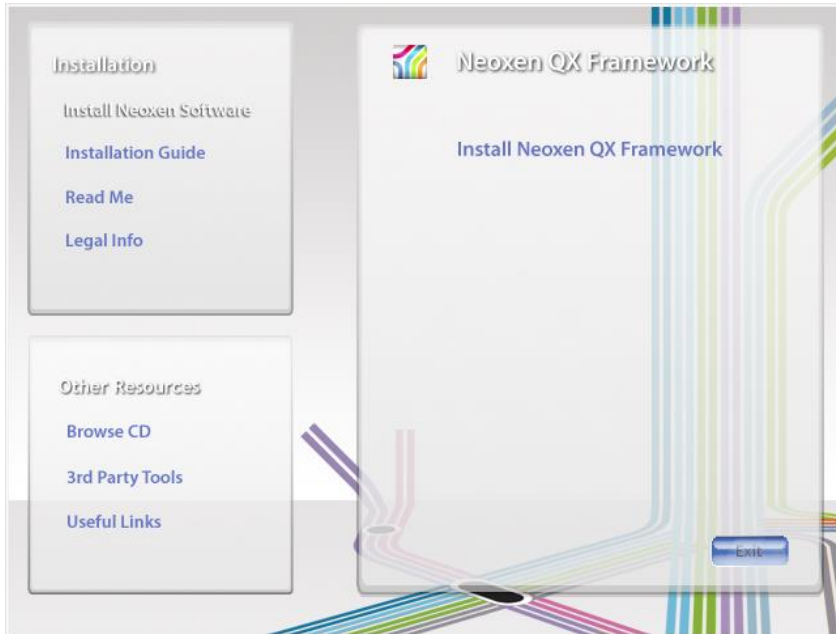 Installation
Install Neoxen Software
Installation Guide
Read Me
Legal Info
Other Resources
Browse CD
3rd Party Tools
Useful Links
Neoxen QX Framework
Install Neoxen QX Framework
Exit